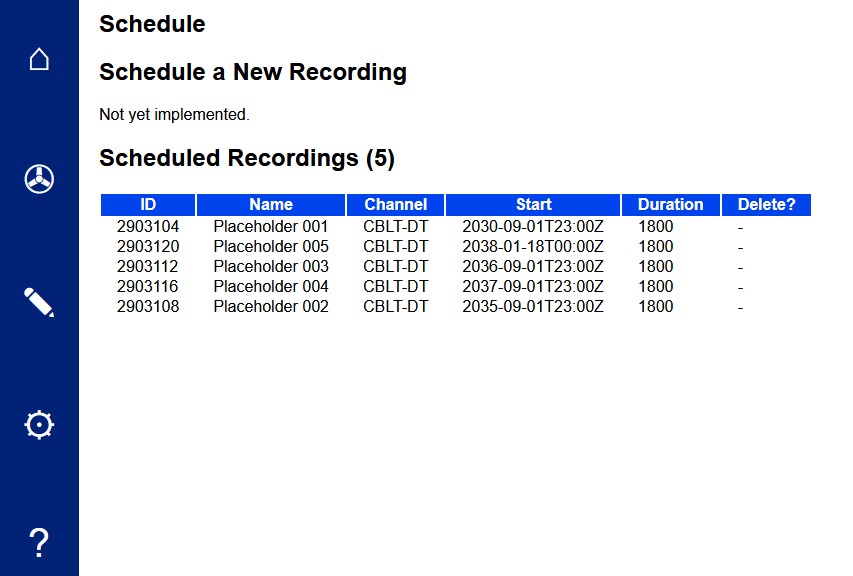 Schedule
Schedule a New Recording
Not yet implemented.
Scheduled Recordings (5)
ID Name Channel Start Duration Delete?
2903104 Placeholder 001 CBLT-DT 2030-09-01T23:00Z 1800 -
2903120 Placeholder 005 CBLT-DT 2038-01-18T00:00Z 1800 -
2903112 Placeholder 003 CBLT-DT 2036-09-01T23:00Z 1800 -
2903116 Placeholder 004 CBLT-DT 2037-09-01T23:00Z 1800 -
2903108 Placeholder 002 CBLT-DT 2035-09-01T23:00Z 1800 -
?